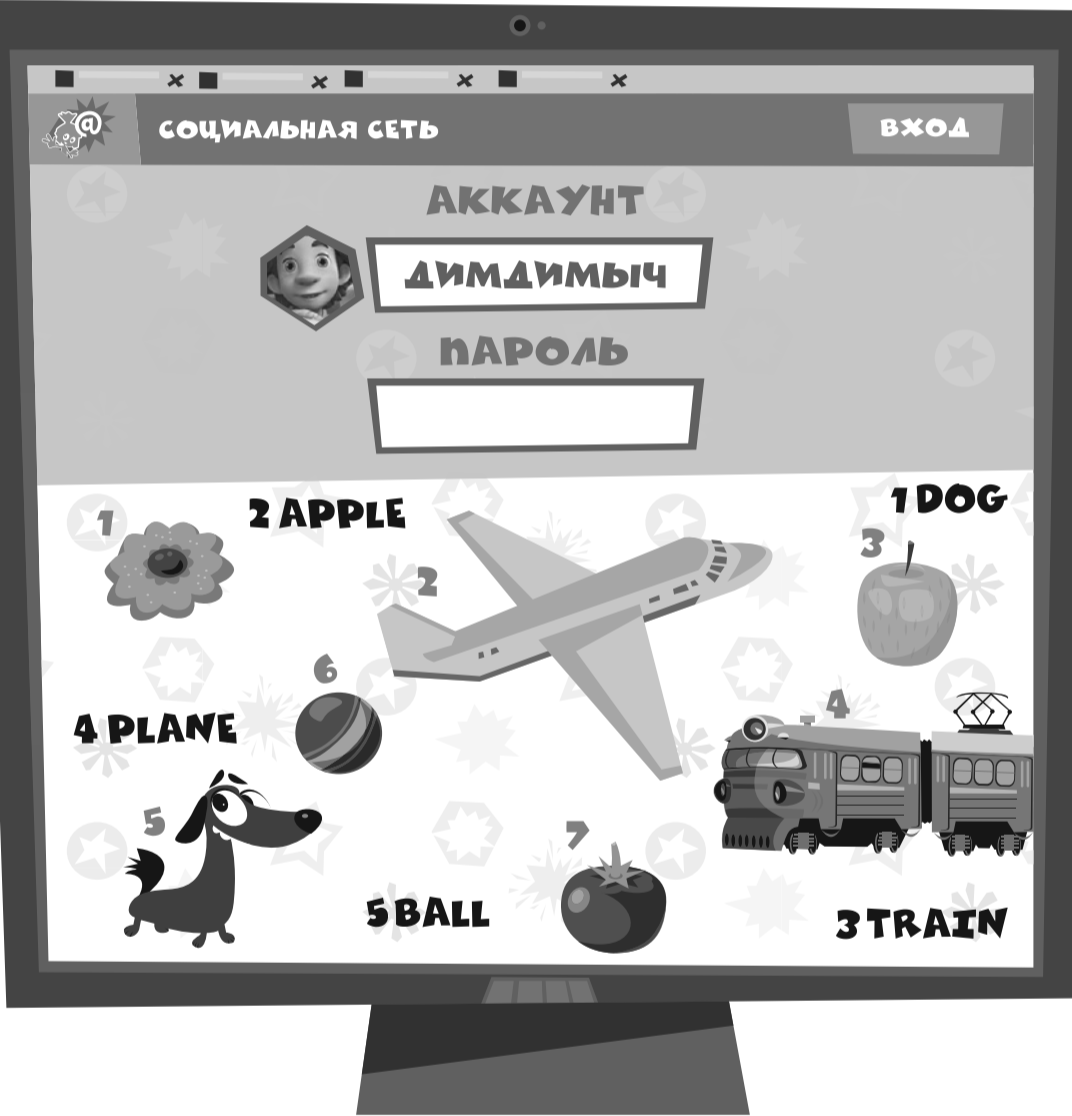 @
СОЦИАЛЬНАЯ СЕТЬ
ВХОД
АККАУНТ
ДИМДИМЫЧ
ПАРОЛЬ
1
2 APPLE
1 DOG
2
3
6
4 PLANE
4
5
7
5 BALL
3 TRAIN